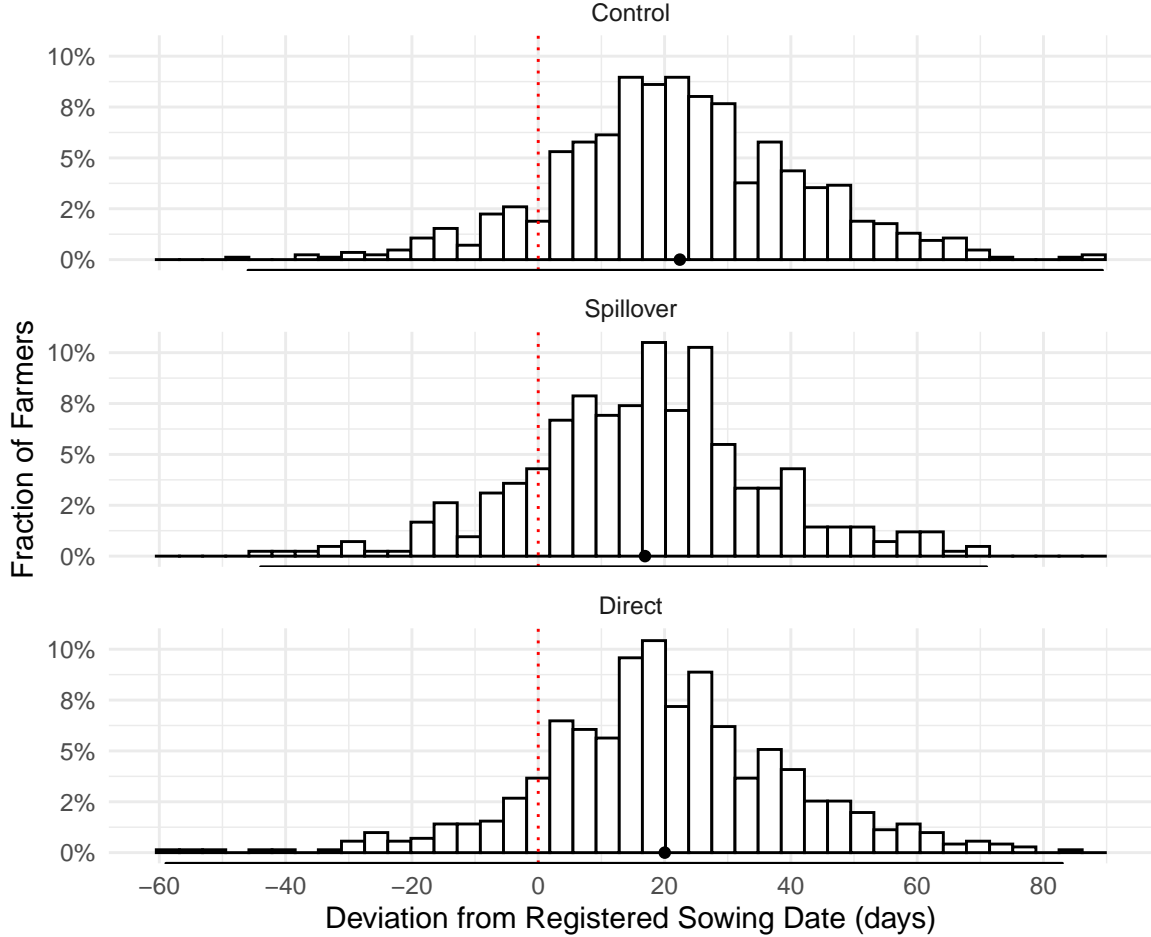 Control
10%
8%
5%
2%
0%
Spillover
10%
8%
5%
2%
0%
Direct
10%
8%
5%
2%
0%
Fraction of Farmers
−60 −40 −20 0 20 40 60 80
Deviation from Registered Sowing Date (days)